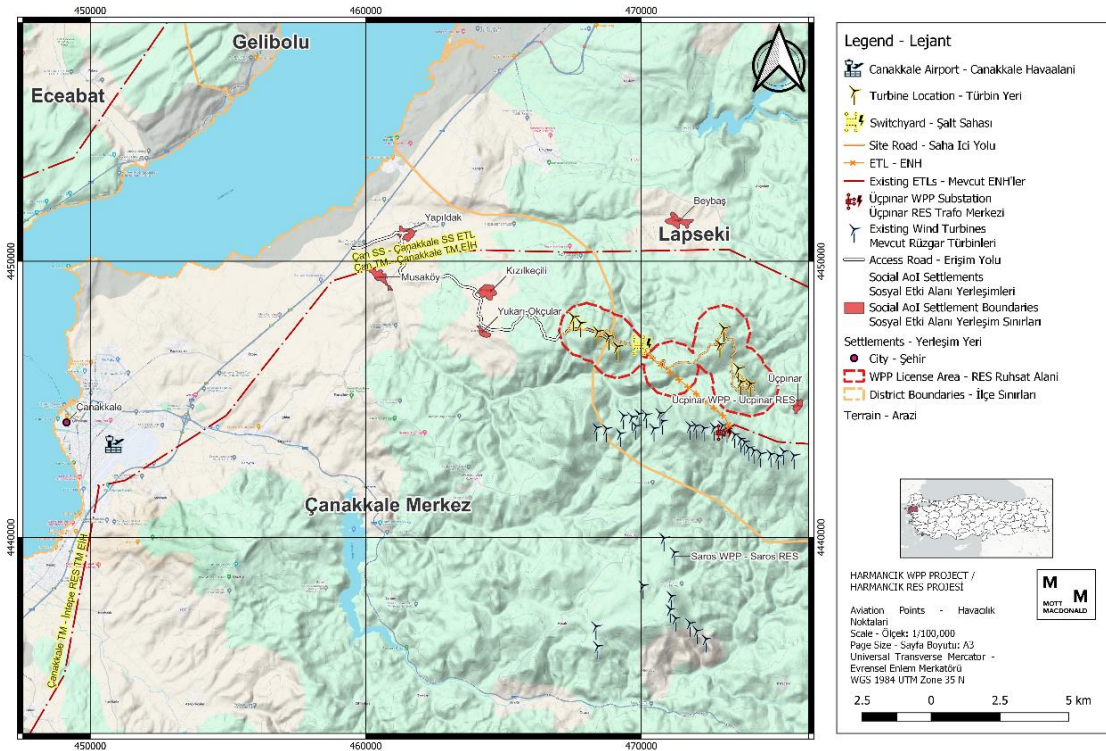 450000
460000
470000
Gelibolu
Eceabat
Yapıldak
Beybaş
Lapseki
Çan SS - Çanakkale SS ETL
Çan TM - Çanakkale TM EİH
4450000
4450000
Musaköy
Kızılkeçili
Yukarı-Okçular
Üçpınar
Üçpınar WPP - Üçpınar RES
Çanakkale
Çanakkale Merkez
4440000
4440000
Saros WPP - Saros RES
Çanakkale TM - İntepe RES TM EİH
450000
460000
470000
Legend - Lejant
Canakkale Airport - Canakkale Havaalani
Turbine Location - Türbin Yeri
Switchyard - Şalt Sahası
Site Road - Saha Ici Yolu
ETL - ENH
Existing ETLs - Mevcut ENH'ler
Üçpınar WPP Substation
Üçpınar RES Trafo Merkezi
Existing Wind Turbines
Mevcut Rüzgar Türbinleri
Access Road - Erişim Yolu
Social AoI Settlements
Sosyal Etki Alanı Yerleşimleri
Social AoI Settlement Boundaries
Sosyal Etki Alanı Yerleşim Sınırları
Settlements - Yerleşim Yeri
City - Şehir
WPP License Area - RES Ruhsat Alani
District Boundaries - İlçe Sınırları
Terrain - Arazi
HARMANCIK WPP PROJECT /
HARMANCIK RES PROJESİ
M
M
MOTT
MACDONALD
Aviation Points - Havacılık
Noktaları
Scale - Ölçek: 1/100,000
Page Size - Sayfa Boyutu: A3
Universal Transverse Mercator -
Evrensel Enlem Merkatörü
WGS 1984 UTM Zone 35 N
2.5 0 2.5 5 km